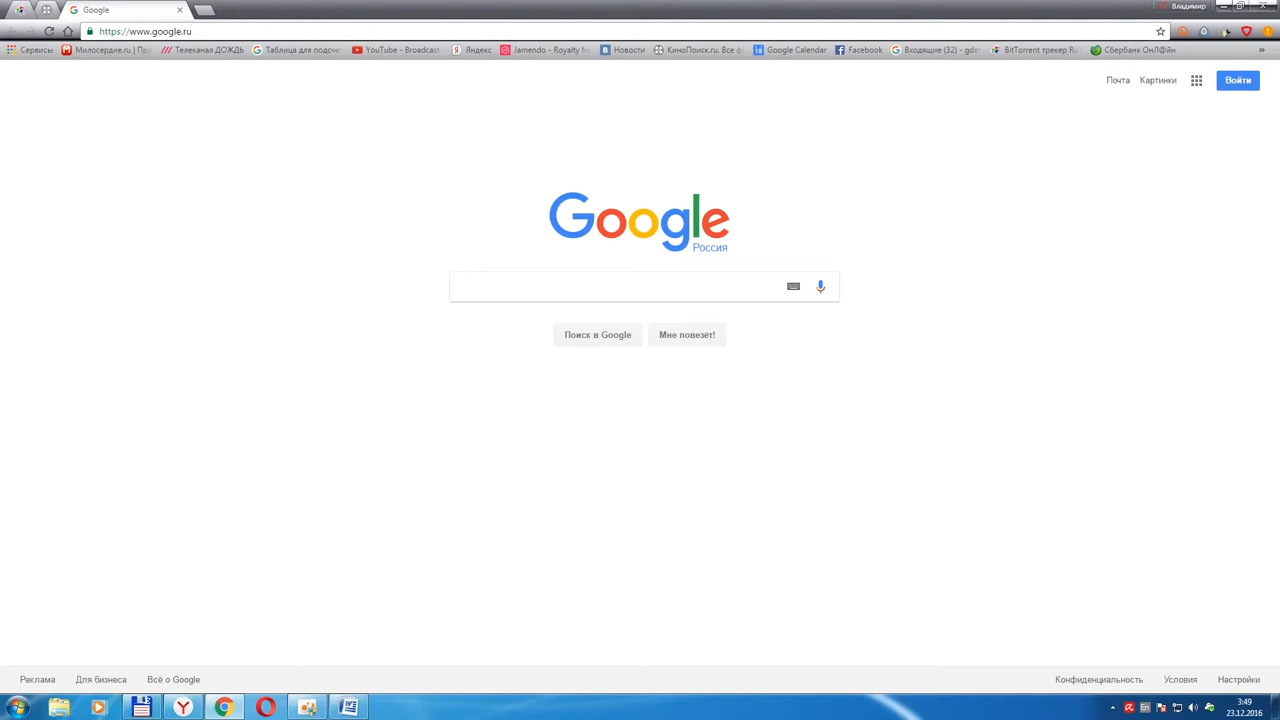 Google
Владимир
https://www.google.ru
Сервисы
Милосердие.ru | Пра
Телеканал ДОЖДЬ
Таблица для подсче
YouTube - Broadcast
Яндекс
Jamendo - Royalty fr
Новости
КиноПоиск.ru. Все ф
Google Calendar
Facebook
Входящие (32) - gde
BitTorrent трекер Ru
Сбербанк ОнЛ@йн
Почта
Картинки
Войти
Google
Россия
Поиск в Google
Мне повезёт!
Реклама
Для бизнеса
Всё о Google
Конфиденциальность
Условия
Настройки
En
3:49
23.12.2016